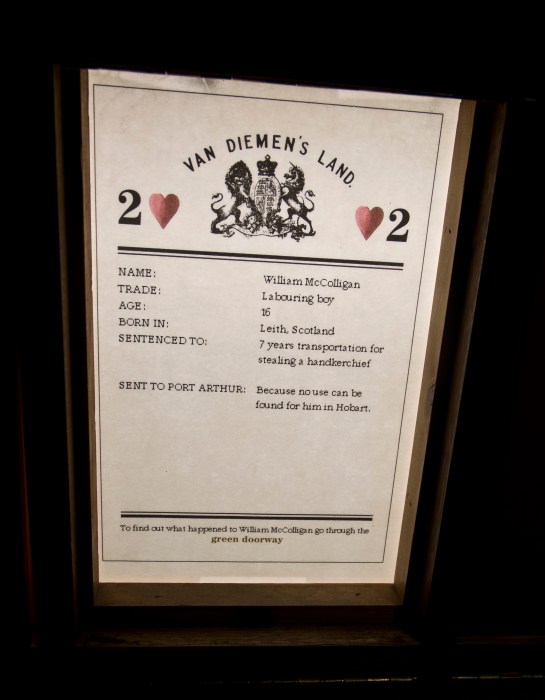 VAN DIEMEN'S LAND.
2 2
NAME: William McColligan
TRADE: Labouring boy
AGE: 16
BORN IN: Leith, Scotland
SENTENCED TO: 7 years transportation for
stealing a handkerchief
SENT TO PORT ARTHUR: Because no use can be
found for him in Hobart.
To find out what happened to William McColligan go through the
green doorway